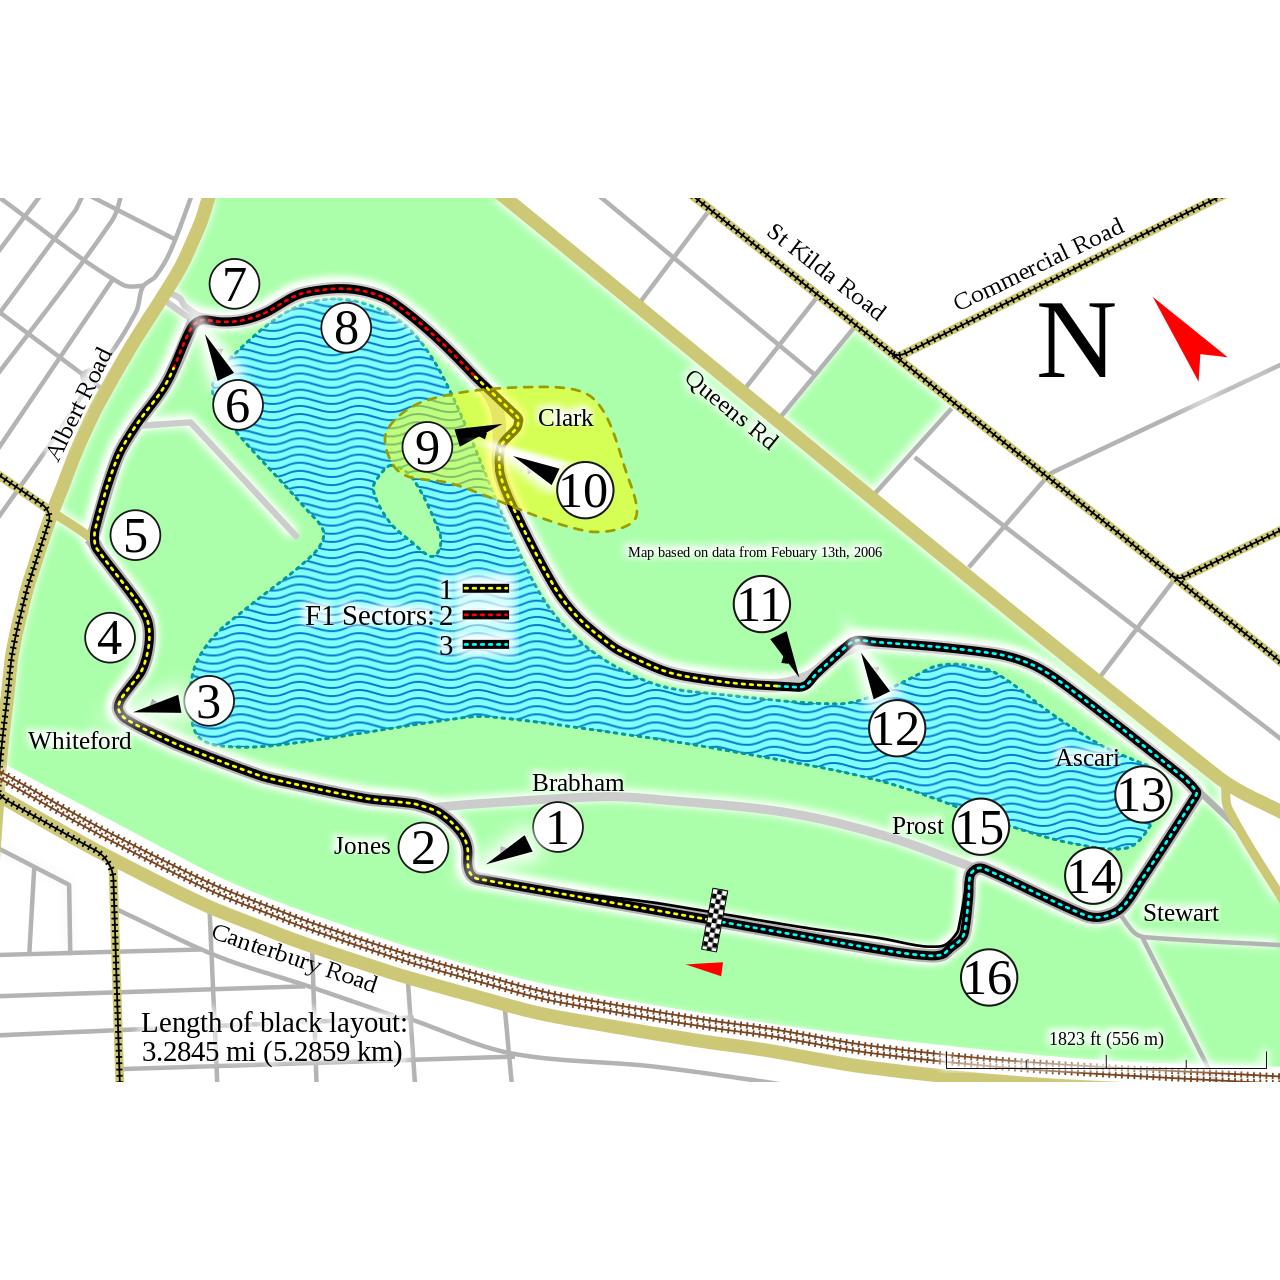 St Kilda Road
Commercial Road
N
7
8
Albert Road
6
Queens Rd
Clark
9
10
5
Map based on data from Febuary 13th, 2006
1
F1 Sectors: 2
3
11
4
3
12
Whiteford
Ascari
Brabham
13
Prost
15
1
Jones
2
14
Stewart
Canterbury Road
16
Length of black layout:
3.2845 mi (5.2859 km)
1823 ft (556 m)